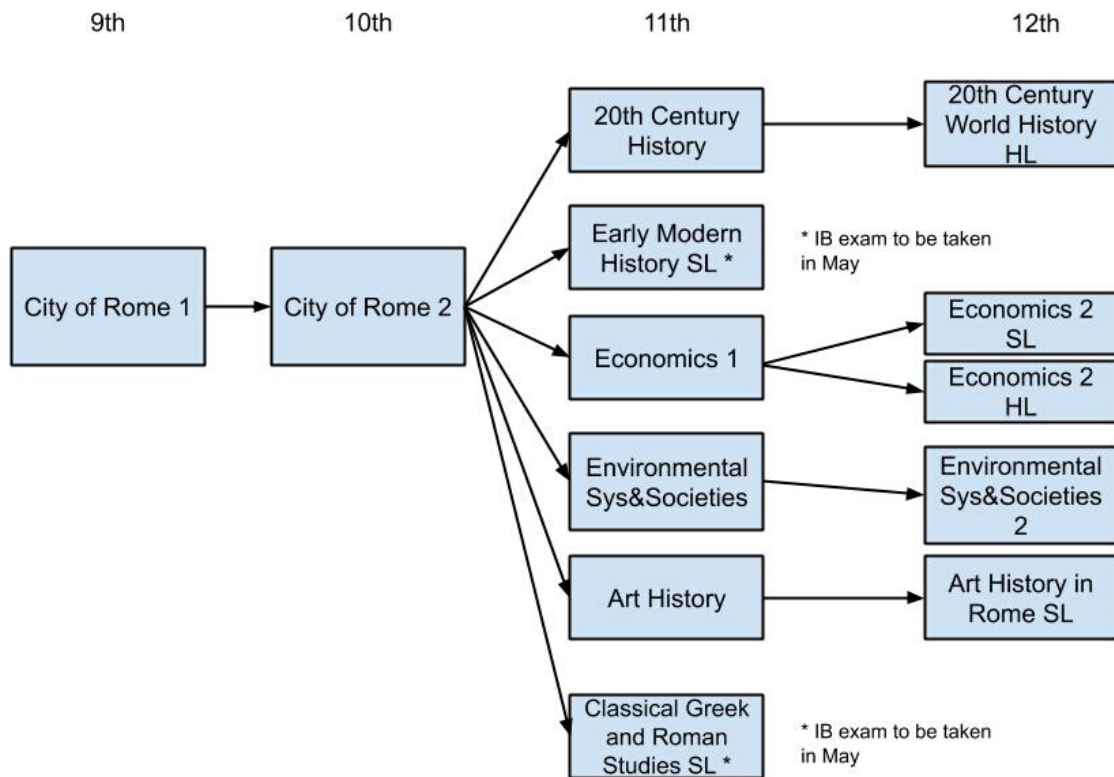 9th
10th
11th
12th
City of Rome 1
City of Rome 2
20th Century
History
20th Century
World History
HL
Early Modern
History SL *
* IB exam to be taken
in May
Economics 1
Economics 2
SL
Economics 2
HL
Environmental
Sys&Societies
Environmental
Sys&Societies
2
Art History
Art History in
Rome SL
Classical Greek
and Roman
Studies SL *
* IB exam to be taken
in May